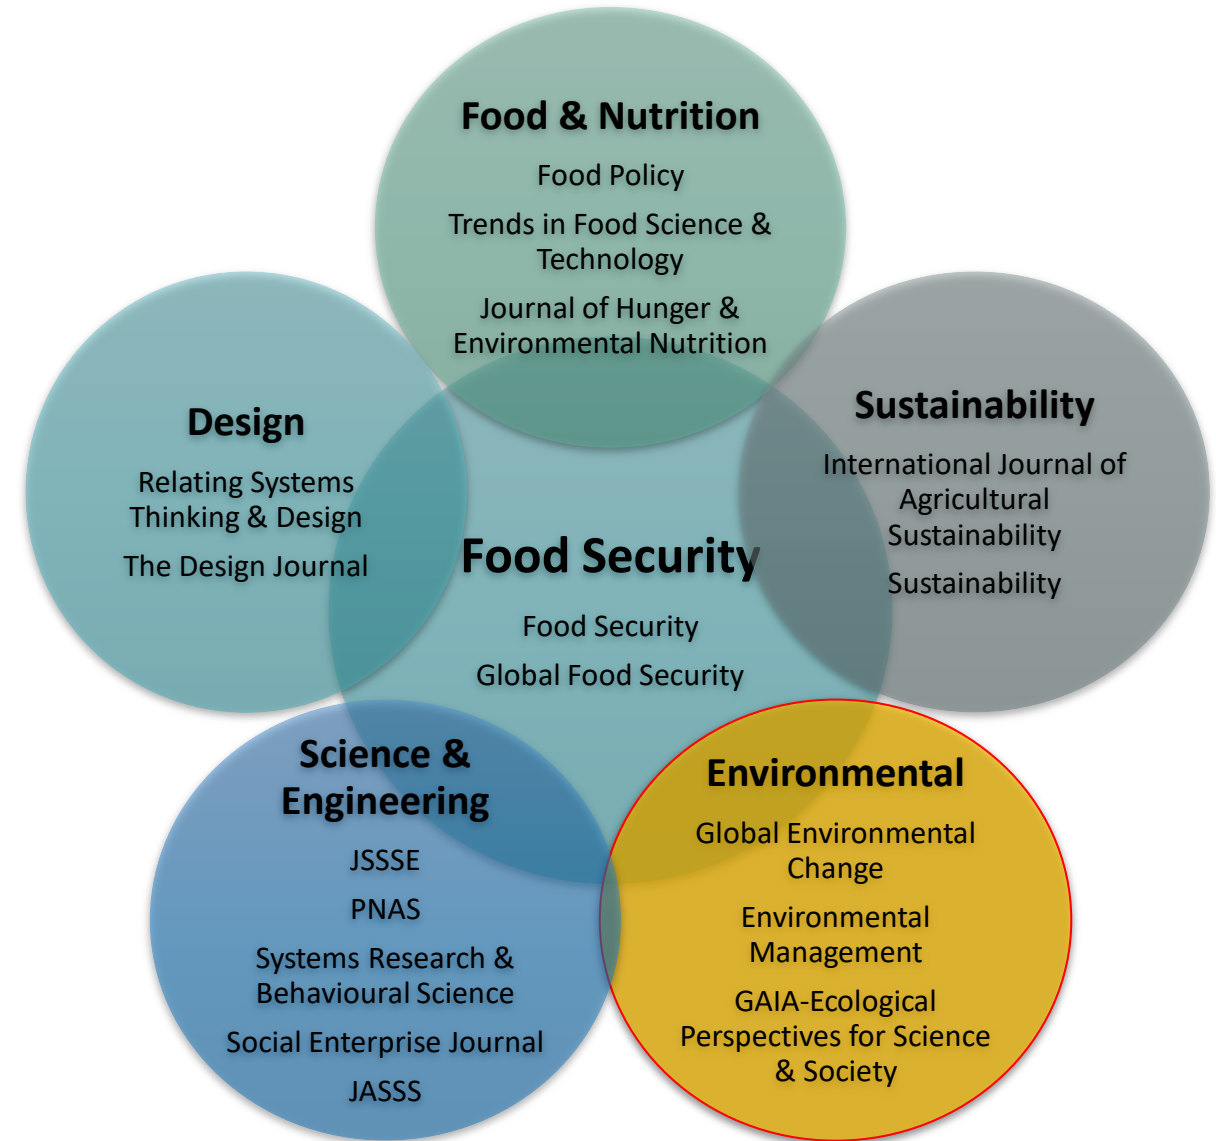 Food & Nutrition
Food Policy
Trends in Food Science &
Technology
Journal of Hunger &
Environmental Nutrition
Design
Relating Systems
Thinking & Design
The Design Journal
Sustainability
International Journal of
Agricultural
Sustainability
Sustainability
Food Security
Food Security
Global Food Security
Science &
Engineering
JSSSE
PNAS
Systems Research &
Behavioural Science
Social Enterprise Journal
JASSS
Environmental
Global Environmental
Change
Environmental
Management
GAIA-Ecological
Perspectives for Science
& Society